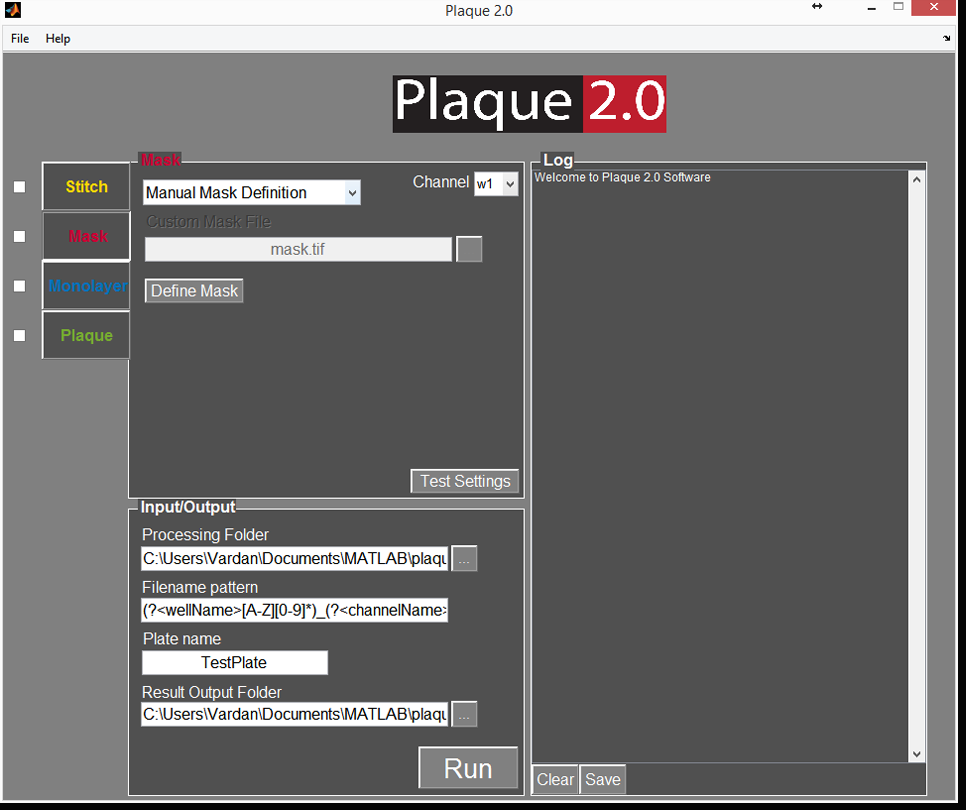 Plaque 2.0
File Help
Plaque 2.0
Mask
Log
Stitch
Mask
Monolayer
Plaque
Manual Mask Definition
Channel w1
Custom Mask File
mask.tif
Define Mask
Test Settings
Welcome to Plaque 2.0 Software
Input/Output
Processing Folder
C:\Users\Vardan\Documents\MATLAB\plaqu
...
Filename pattern
(?<wellName>[A-Z][0-9]*)_(?<channelName>
Plate name
TestPlate
Result Output Folder
C:\Users\Vardan\Documents\MATLAB\plaqu
...
Run
Clear Save